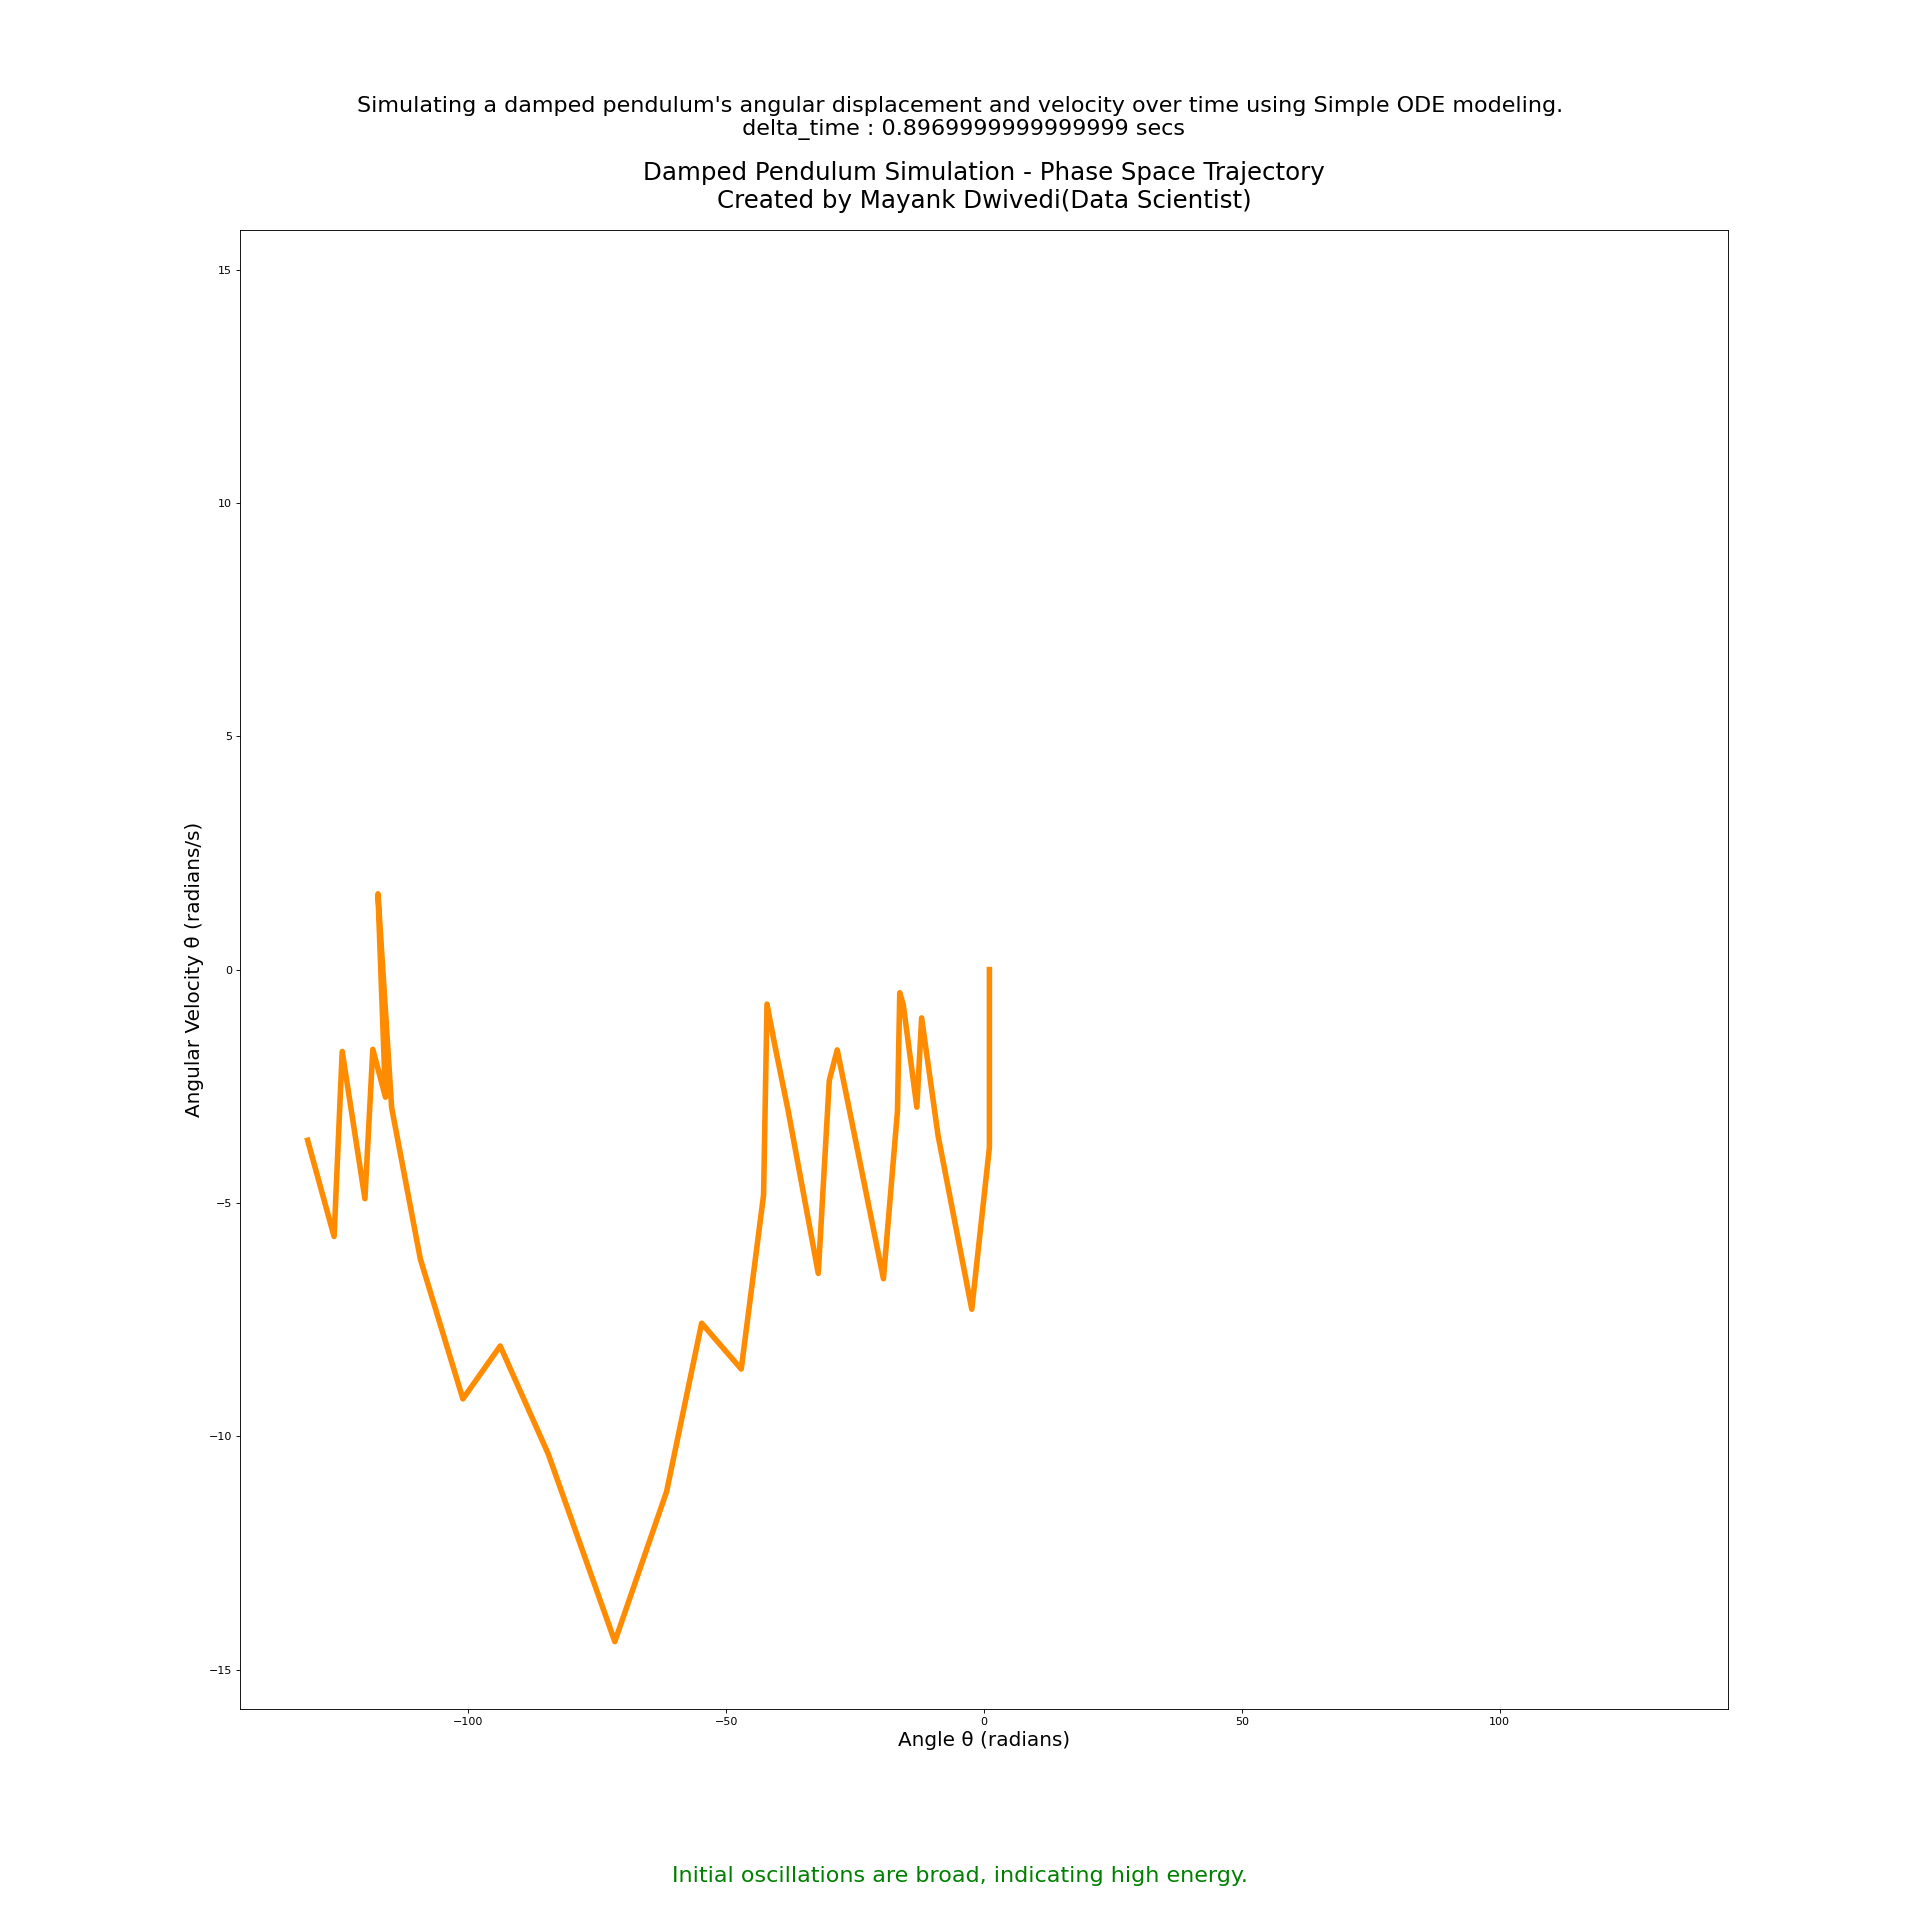 Simulating a damped pendulum's angular displacement and velocity over time using Simple ODE modeling.
delta_time : 0.8969999999999999 secs
Damped Pendulum Simulation - Phase Space Trajectory
Created by Mayank Dwivedi(Data Scientist)
15
10
5
0
−5
−10
−15
Angular Velocity θ (radians/s)
−100
−50
0
50
100
Angle θ (radians)
Initial oscillations are broad, indicating high energy.